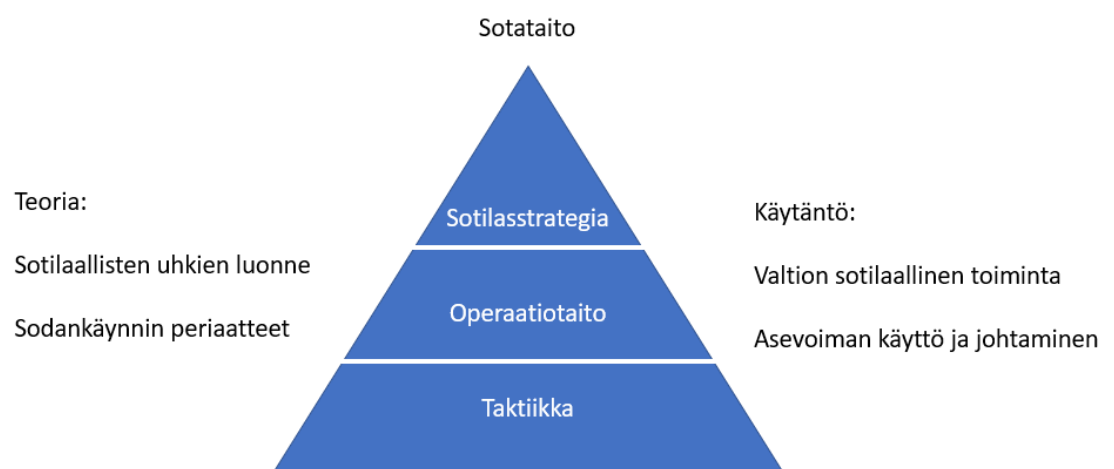 Sotataito
Teoria:
Sotilaallisten uhkien luonne
Sodankäynnin periaatteet
Sotilasstrategia
Operaatiotaito
Taktiikka
Käytäntö:
Valtion sotilaallinen toiminta
Asevoiman käyttö ja johtaminen